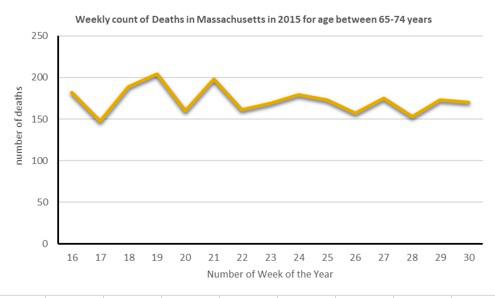 Weekly count of Deaths in Massachusetts in 2015 for age between 65-74 years
250
200
150
100
50
0
number of deaths
16 17 18 19 20 21 22 23 24 25 26 27 28 29 30
Number of Week of the Year